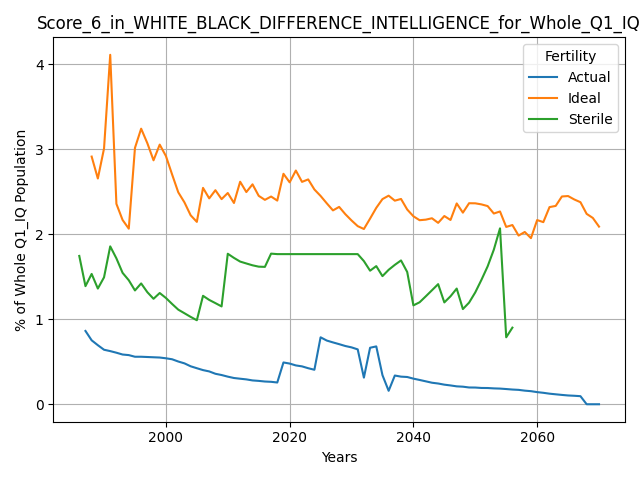 Score_6_in_WHITE_BLACK_DIFFERENCE_INTELLIGENCE_for_Whole_Q1_IQ
Fertility
Actual
Ideal
Sterile
% of Whole Q1_IQ Population
4
3
2
1
0
2000
2020
2040
2060
Years